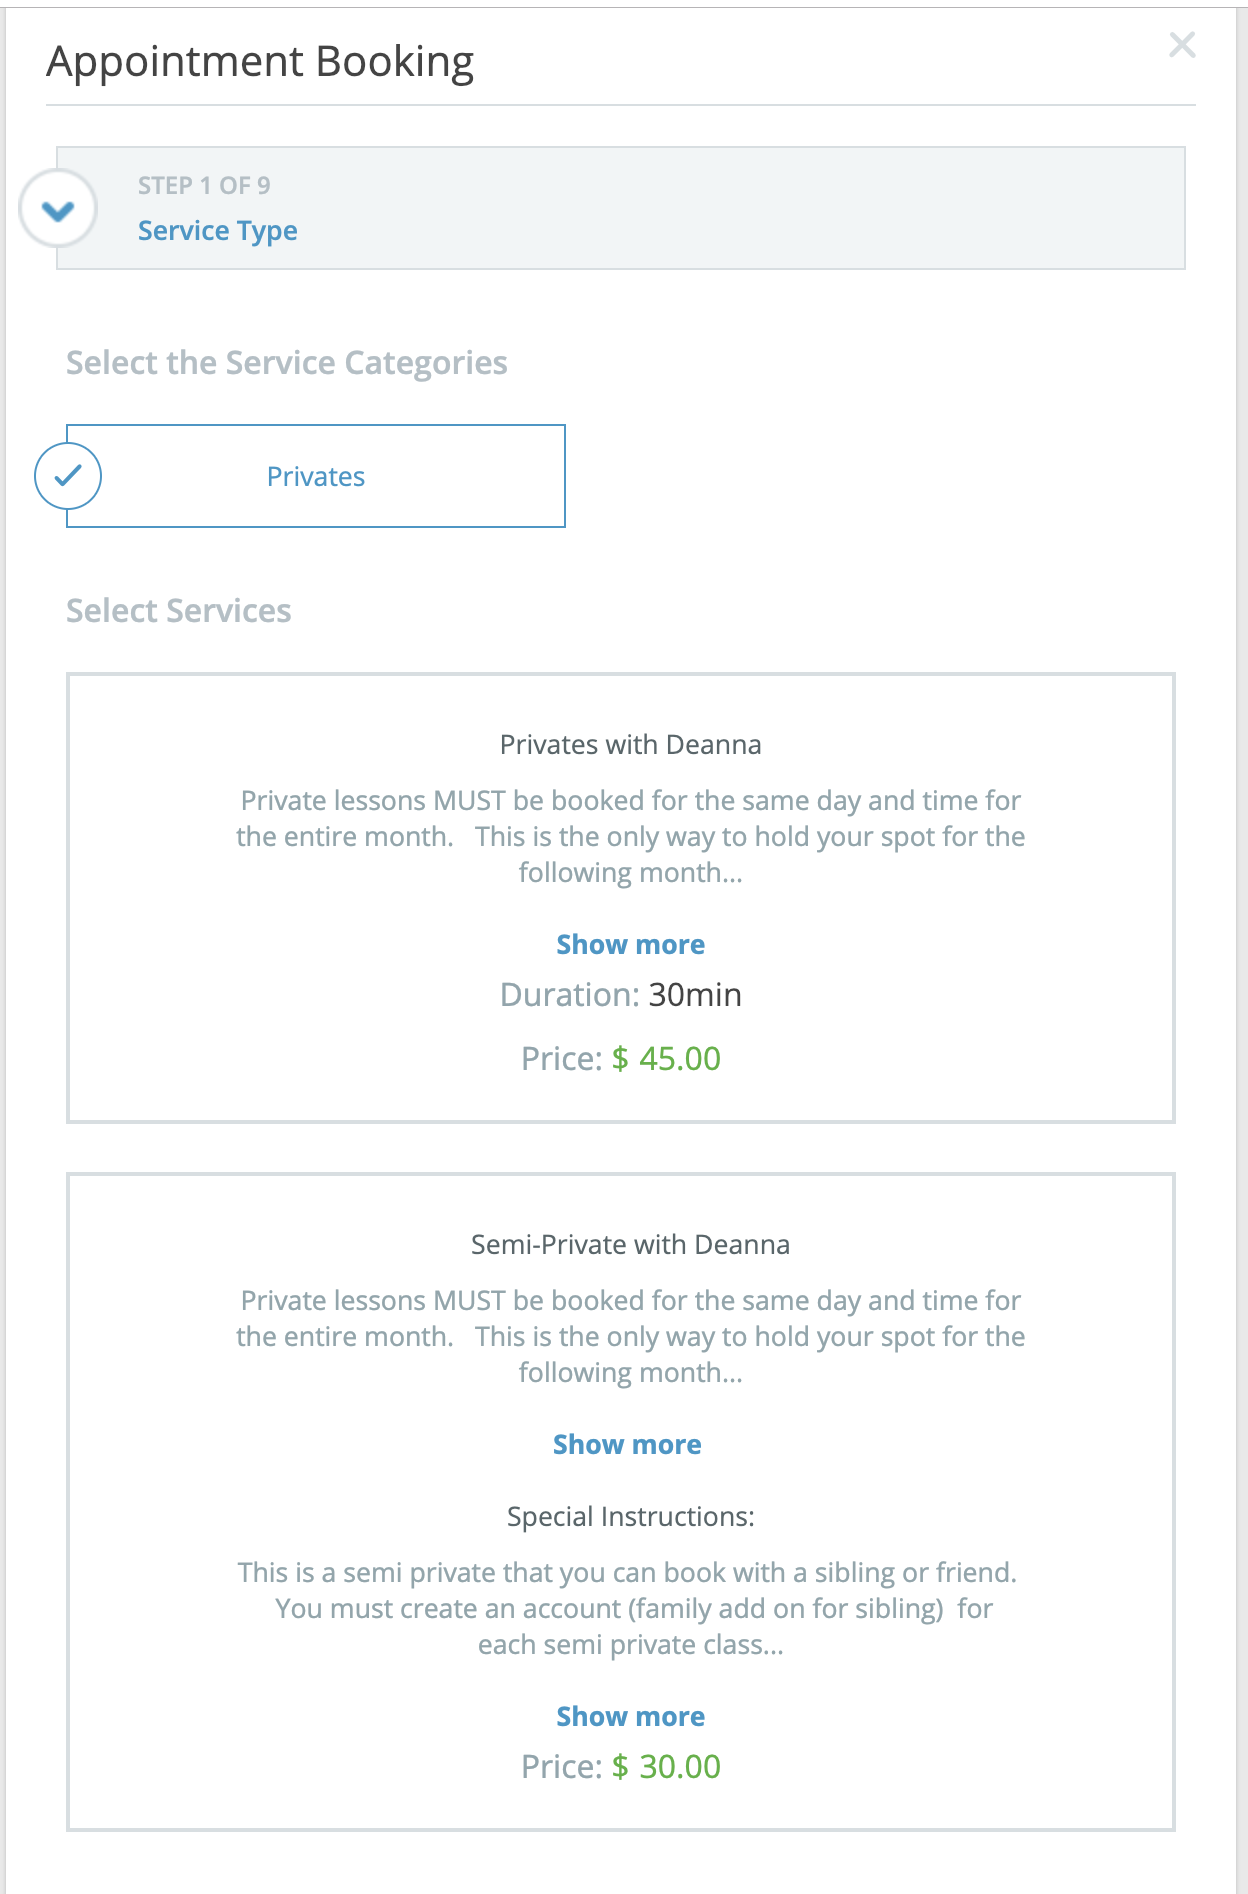 Appointment Booking
STEP 1 OF 9
Service Type
Select the Service Categories
Privates
Select Services
Privates with Deanna
Private lessons MUST be booked for the same day and time for
the entire month.   This is the only way to hold your spot for the
following month...
Show more
Duration: 30min
Price: $ 45.00
Semi-Private with Deanna
Private lessons MUST be booked for the same day and time for
the entire month.   This is the only way to hold your spot for the
following month...
Show more
Special Instructions:
This is a semi private that you can book with a sibling or friend.
You must create an account (family add on for sibling)  for
each semi private class...
Show more
Price: $ 30.00